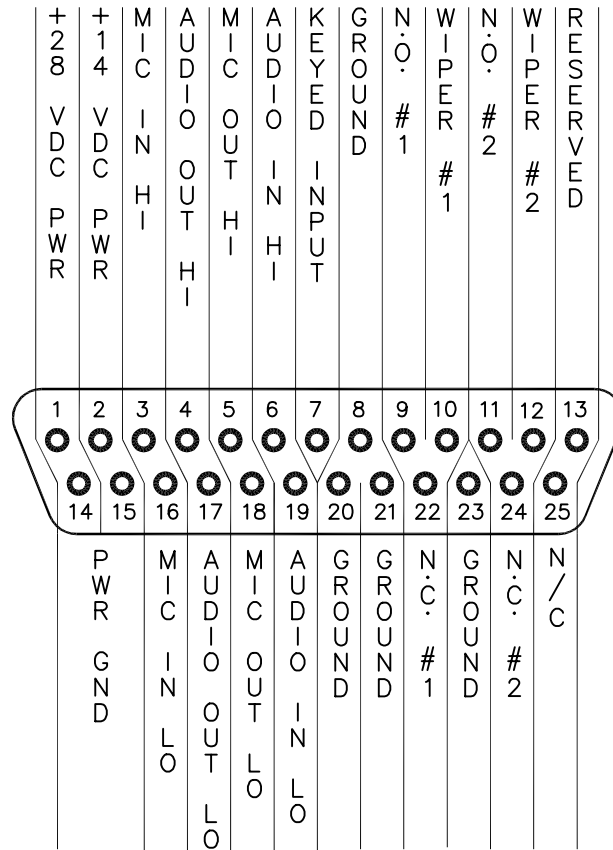 +28 VDC PWR
+14 VDC PWR
MIC IN HI
AUDIO OUT HI
MIC OUT HI
AUDIO IN HI
KEYED INPUT
GROUND
N.O. #1
WIPER #1
N.O. #2
WIPER #2
RESERVED
1 2 3 4 5 6 7 8 9 10 11 12 13
14 15 16 17 18 19 20 21 22 23 24 25
PWR GND
MIC IN LO
AUDIO OUT LO
MIC OUT LO
AUDIO IN LO
GROUND
GROUND
N.C. #1
GROUND
N.C. #2
N/C